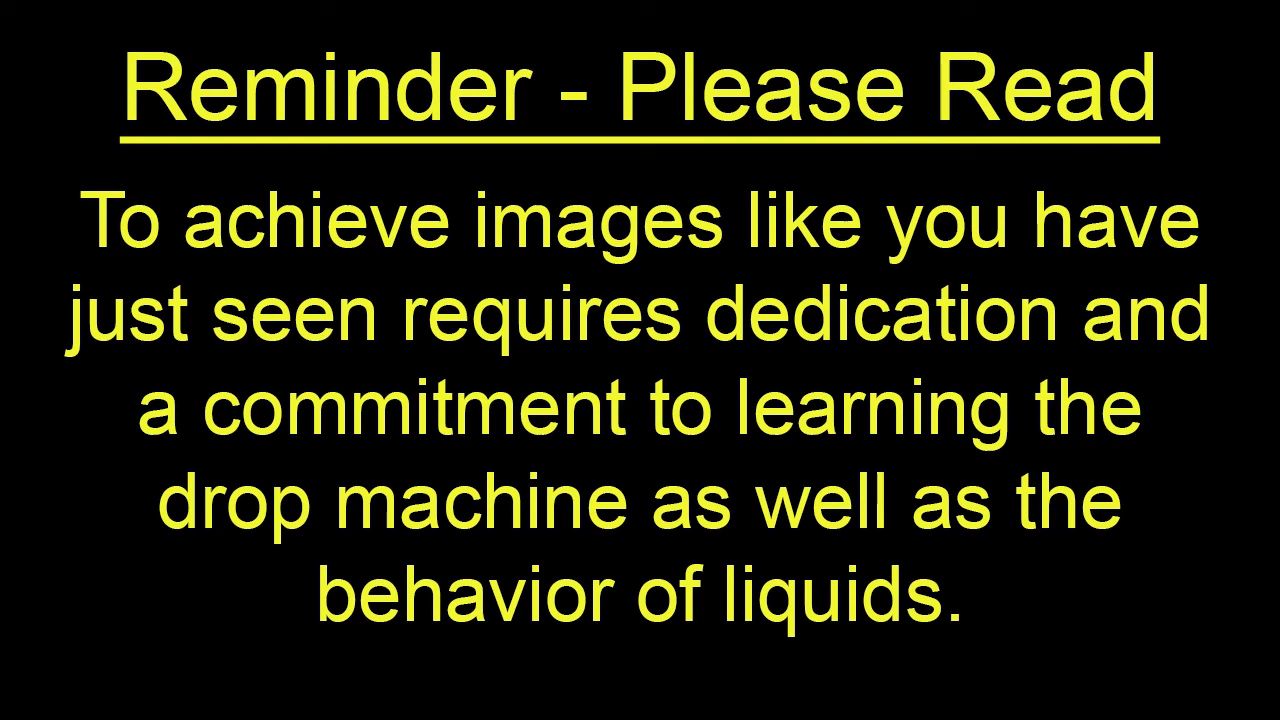 Reminder - Please Read
To achieve images like you have
just seen requires dedication and
a commitment to learning the
drop machine as well as the
behavior of liquids.